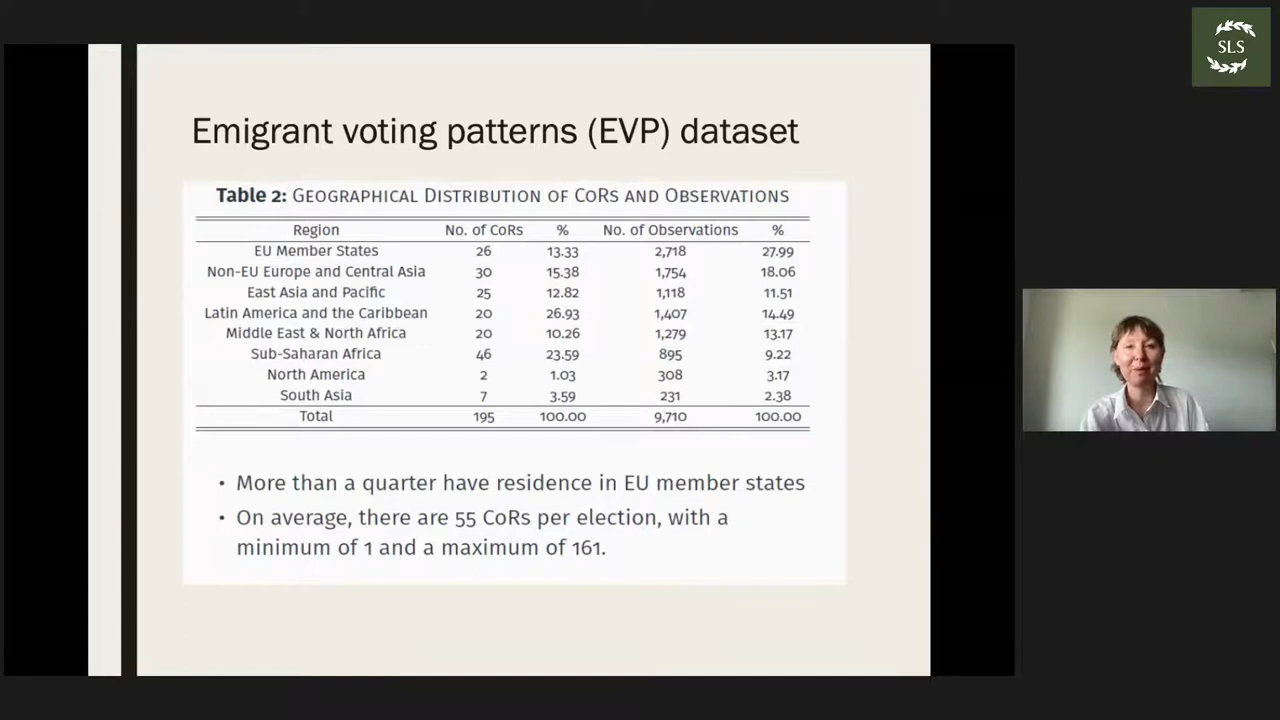 SLS
Emigrant voting patterns (EVP) dataset
Table 2: GEOGRAPHICAL DISTRIBUTION OF CORS AND OBSERVATIONS
Region No. of CoRs % No. of Observations %
EU Member States 26 13.33 2,718 27.99
Non-EU Europe and Central Asia 30 15.38 1,754 18.06
East Asia and Pacific 25 12.82 1,118 11.51
Latin America and the Caribbean 20 26.93 1,407 14.49
Middle East & North Africa 20 10.26 1,279 13.17
Sub-Saharan Africa 46 23.59 895 9.22
North America 2 1.03 308 3.17
South Asia 7 3.59 231 2.38
Total 195 100.00 9,710 100.00
• More than a quarter have residence in EU member states
• On average, there are 55 CoRs per election, with a
minimum of 1 and a maximum of 161.